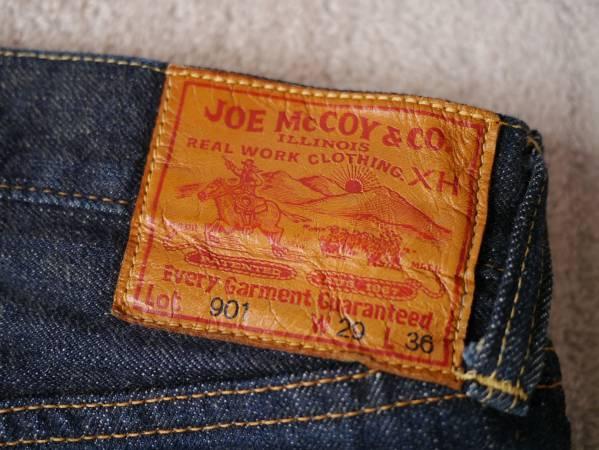 JOE McCOY & CO.
ILLINOIS
REAL WORK CLOTHING. XH
Every Garment Guaranteed
Lot 901 W 29 L 36